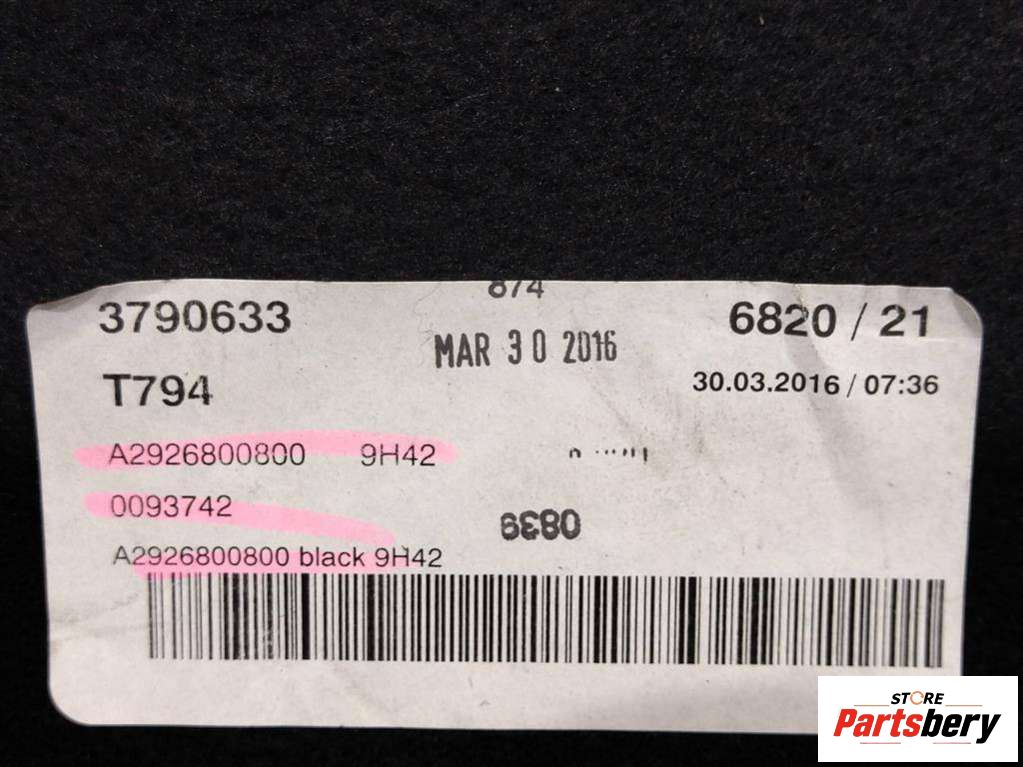 874
3790633
MAR 30 2016
6820 / 21
T794
30.03.2016 / 07:36
A2926800800 9H42
0093742
0839
A2926800800 black 9H42
STORE
Partsbery